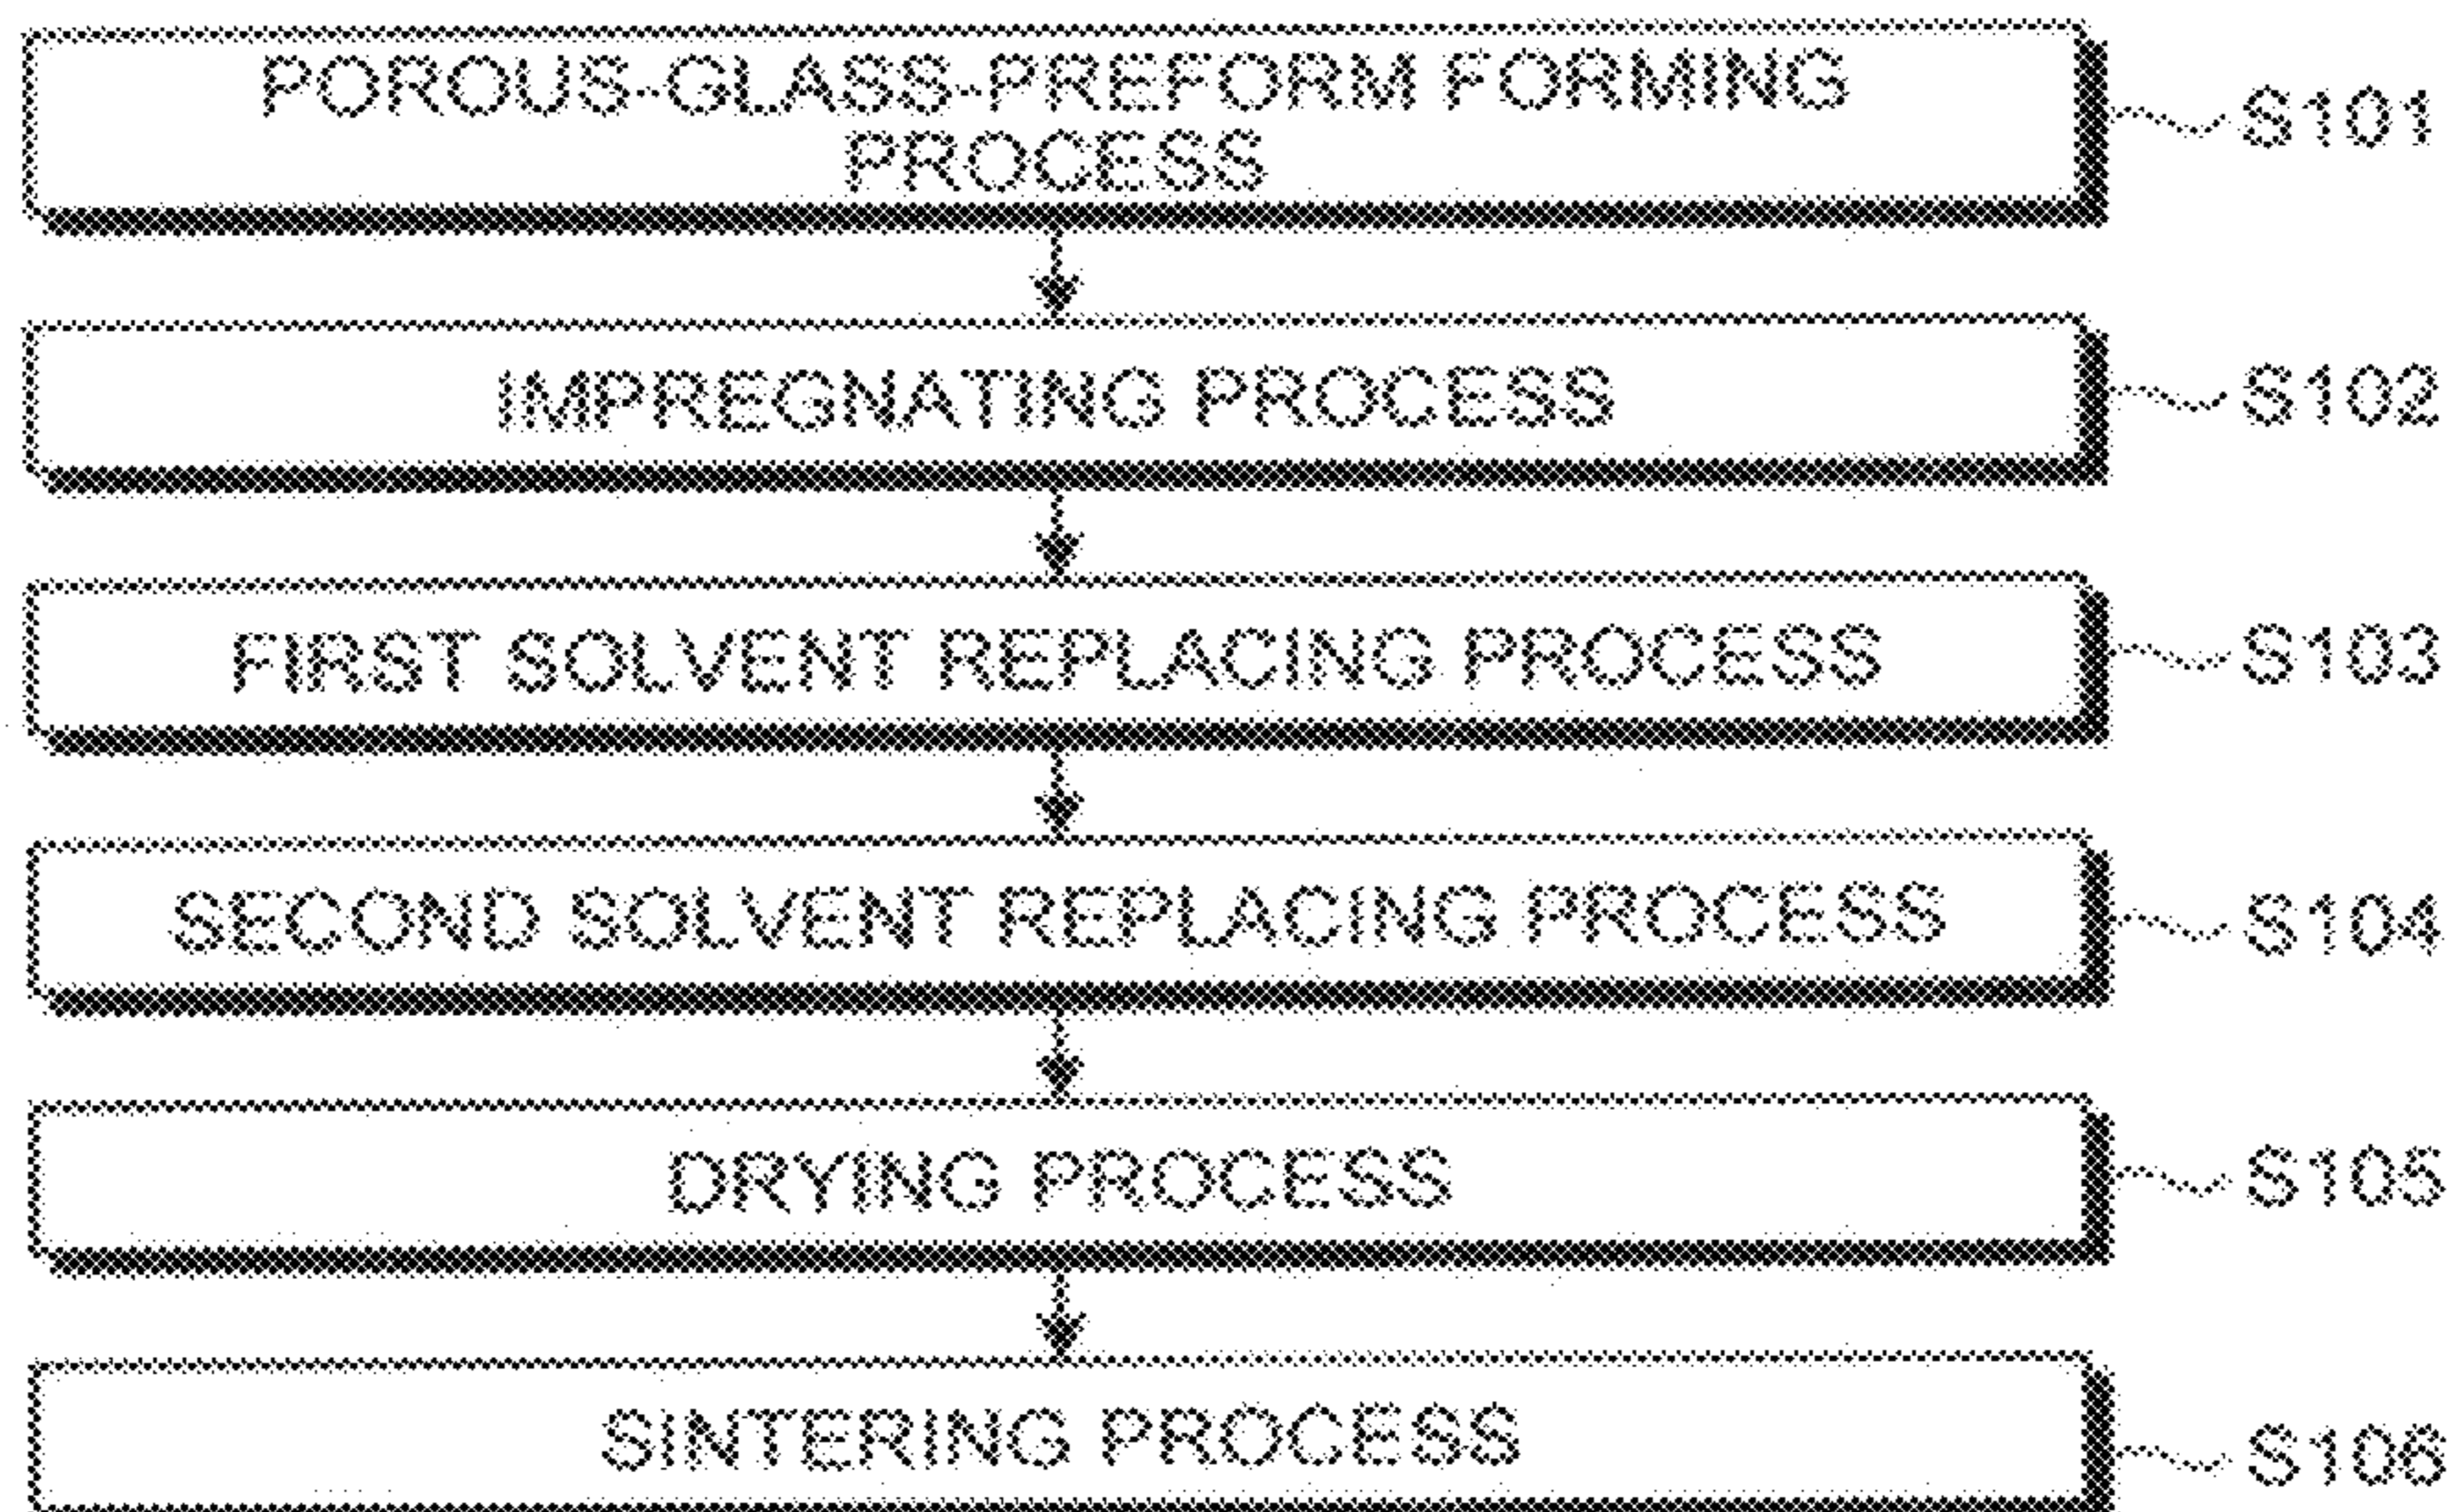 POROUS-GLASS-PREFORM FORMING
PROCESS
S101
IMPREGNATING PROCESS
S102
FIRST SOLVENT REPLACING PROCESS
S103
SECOND SOLVENT REPLACING PROCESS
S104
DRYING PROCESS
S105
SINTERING PROCESS
S106